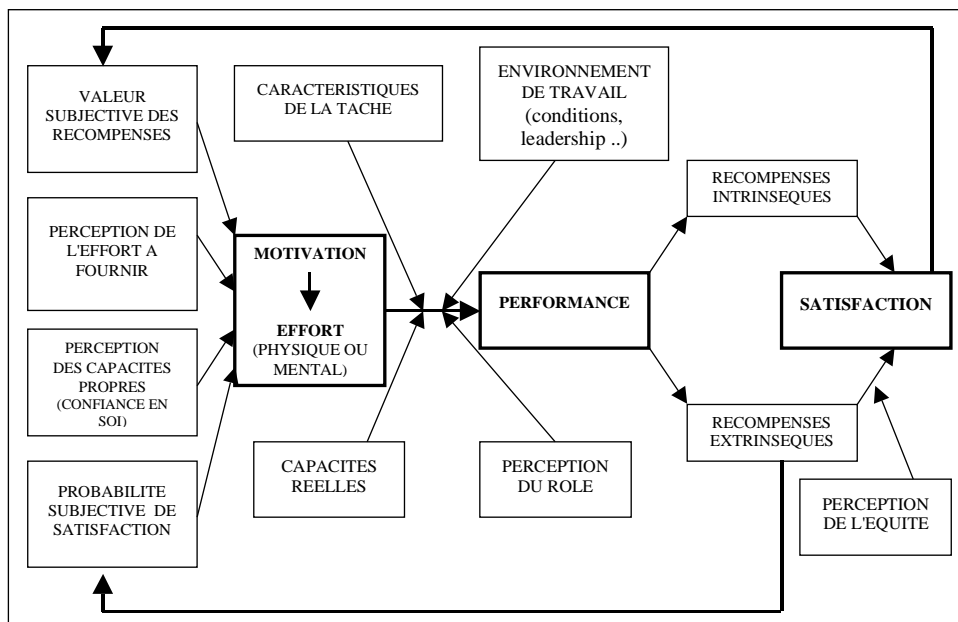 VALEUR
SUBJECTIVE DES
RECOMPENSES
PERCEPTION DE
L'EFFORT A
FOURNIR
PERCEPTION
DES CAPACITES
PROPRES
(CONFIANCE EN
SOI)
PROBABILITE
SUBJECTIVE DE
SATISFACTION
CARACTERISTIQUES
DE LA TACHE
ENVIRONNEMENT
DE TRAVAIL
(conditions,
leadership ..)
MOTIVATION
EFFORT
(PHYSIQUE OU
MENTAL)
CAPACITES
REELLES
PERCEPTION
DU ROLE
PERFORMANCE
RECOMPENSES
INTRINSEQUES
RECOMPENSES
EXTRINSEQUES
SATISFACTION
PERCEPTION
DE L'EQUITE